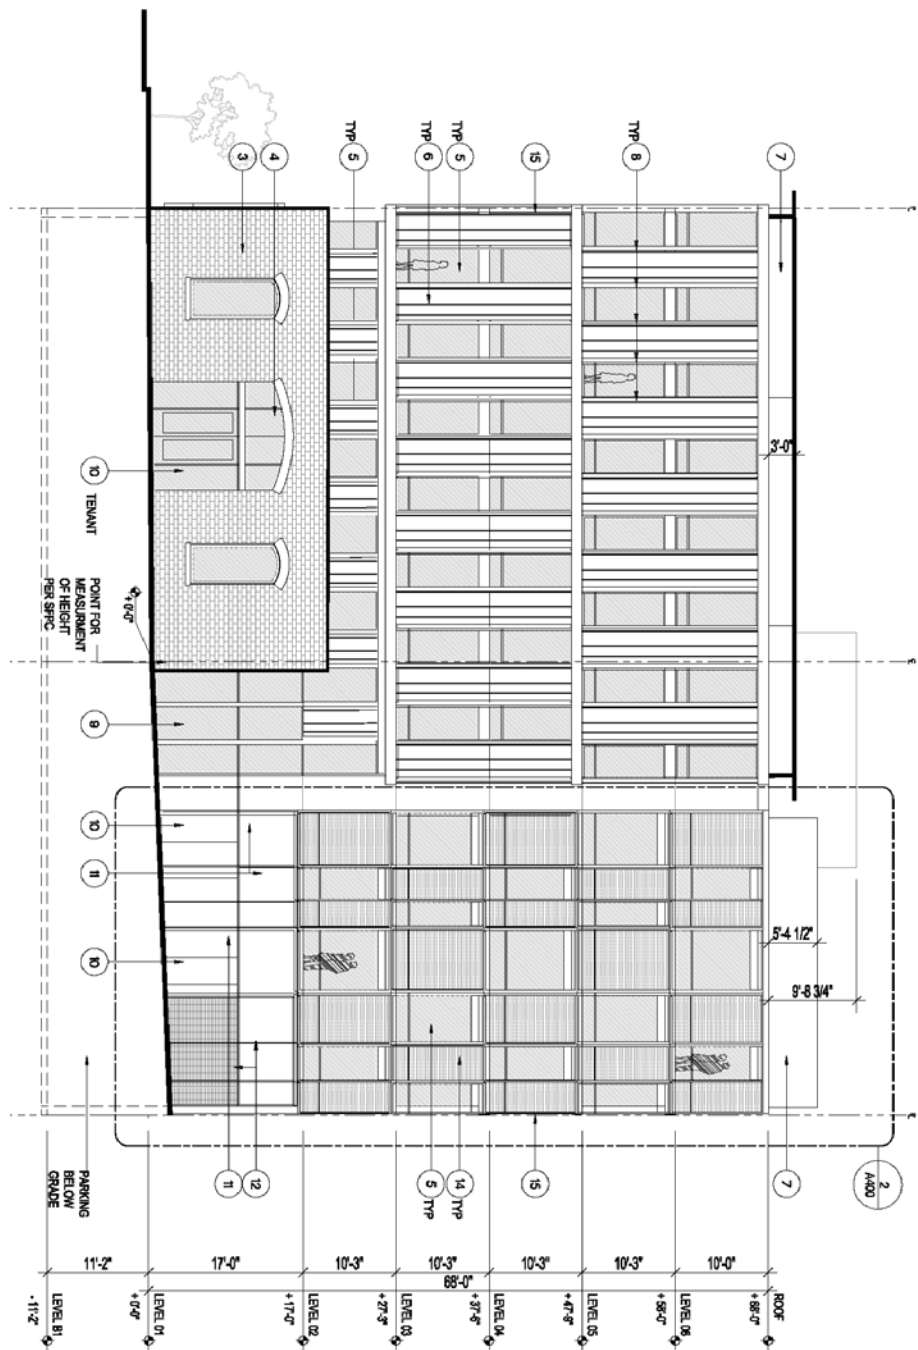 2
A400
7
3'-0"
5'-4 1/2"
9'-8 3/4"
7
ROOF
+ 68'-0"
10'-0"
TYP 8
LEVEL 06
+ 58'-0"
10'-3"
15
15
LEVEL 05
+ 47'-9"
10'-3"
TYP 5
14 TYP
TYP 6
5 TYP
LEVEL 04
+ 37'-6"
10'-3"
68'-0"
TYP 5
LEVEL 03
+ 27'-3"
10'-3"
4
3
12
11
LEVEL 02
+ 17'-0"
17'-0"
+ 0'-0"
10
TENANT
POINT FOR
MEASURMENT
OF HEIGHT
PER SFPC
9
10
11
10
LEVEL 01
+ 0'-0"
11'-2"
PARKING
BELOW
GRADE
LEVEL B1
- 11'-2"